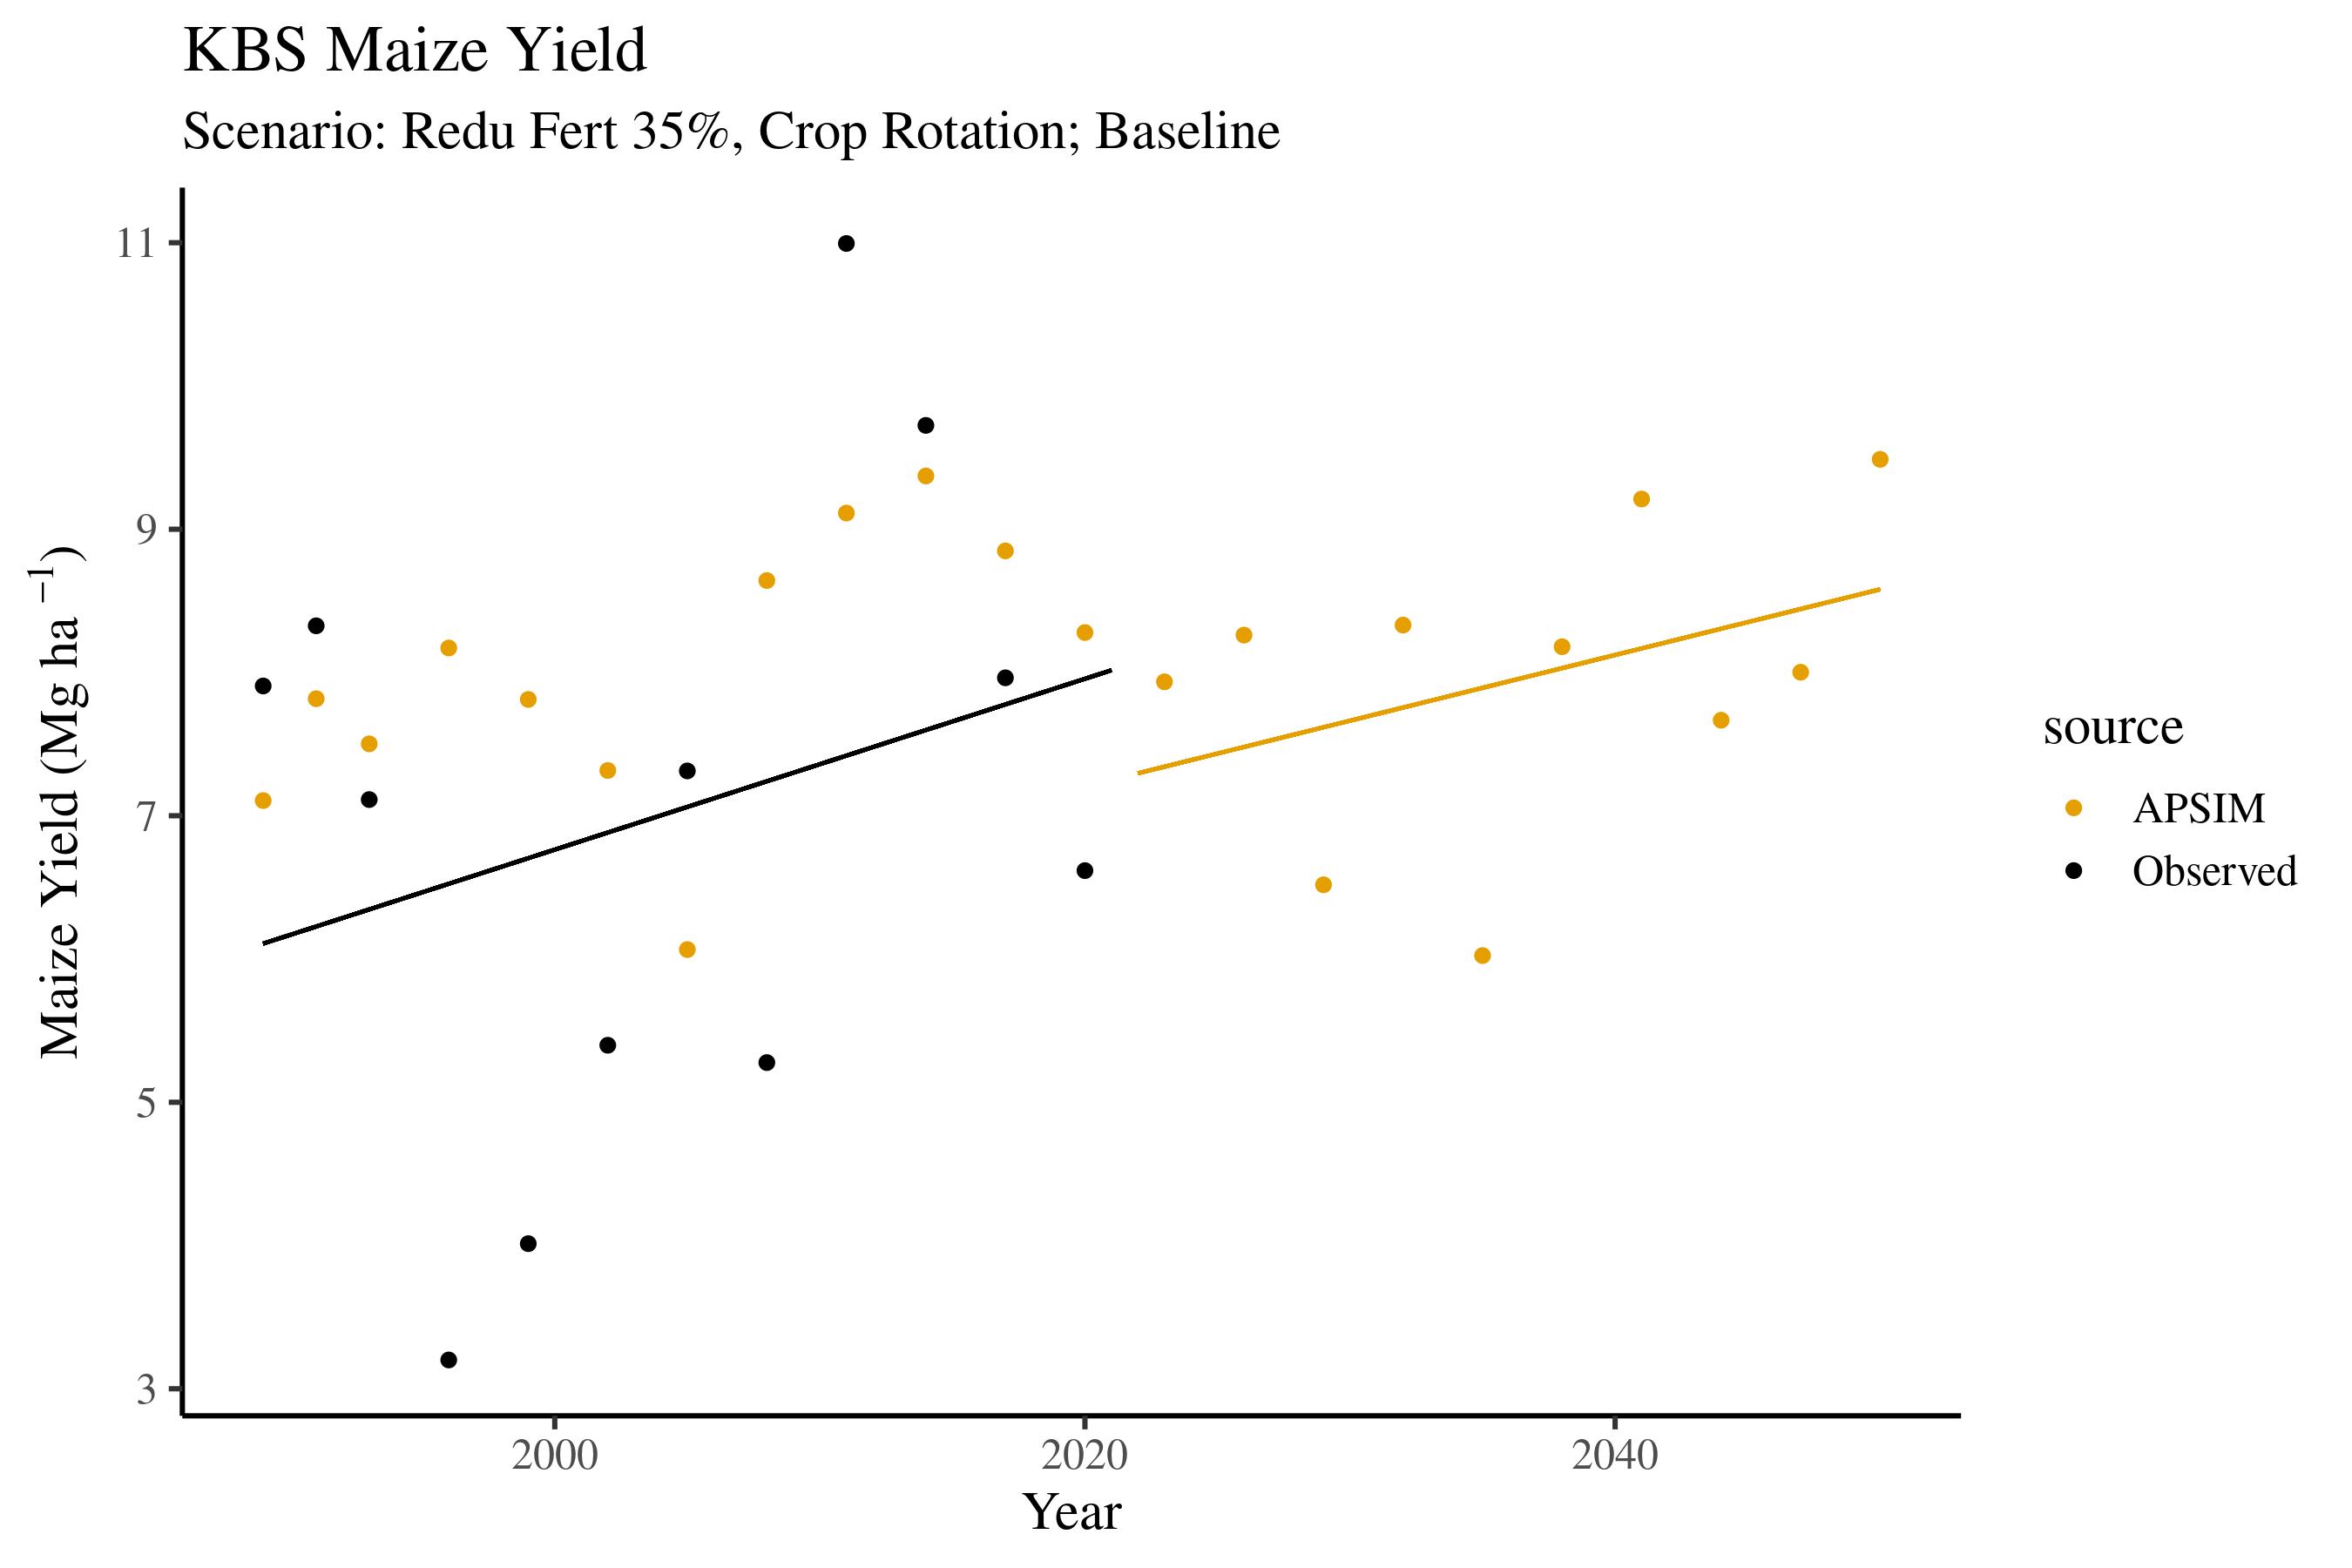 KBS Maize Yield
Scenario: Redu Fert 35%, Crop Rotation; Baseline
Maize Yield (Mg ha −1)
11
9
7
5
3
2000
2020
2040
Year
source
APSIM
Observed